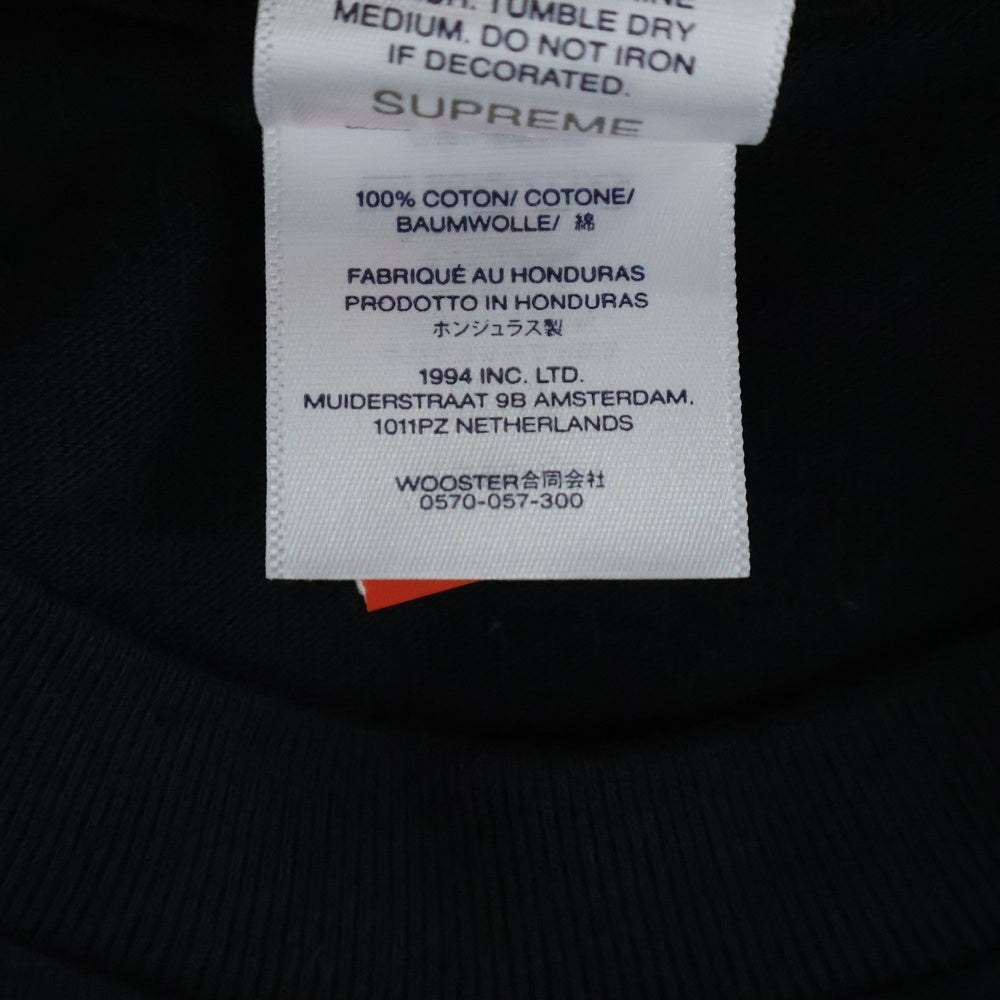 TUMBLE DRY
MEDIUM. DO NOT IRON
IF DECORATED.
SUPREME
100% COTON/ COTONE/
BAUMWOLLE/ 綿
FABRIQUÉ AU HONDURAS
PRODOTTO IN HONDURAS
ホンジュラス製
1994 INC. LTD.
MUIDERSTRAAT 9B AMSTERDAM,
1011PZ NETHERLANDS
WOOSTER合同会社
0570-057-300